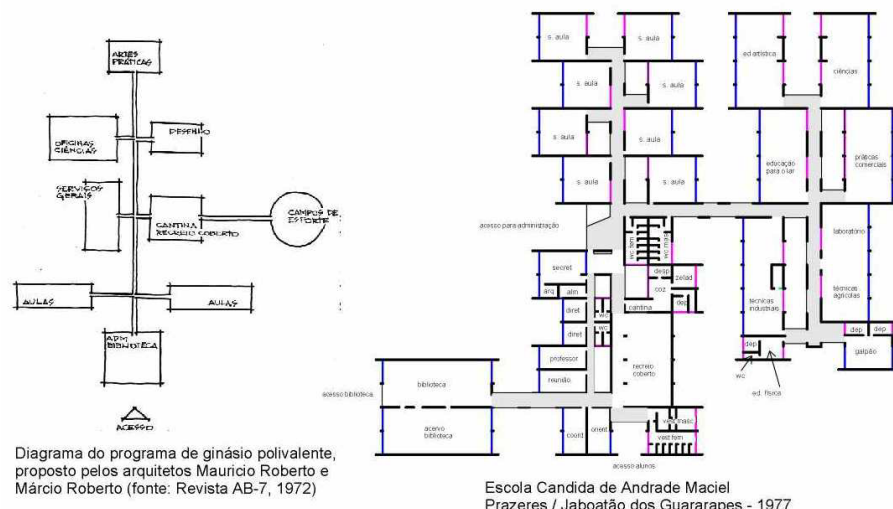 ARTES
PRÁTICAS
OFICINAS
CIÊNCIAS
DESENHO
SERVIÇOS
GERAIS
CANTINA
RECREIO COBERTO
CAMPOS DE
ESPORTE
AULAS
AULAS
ADM
BIBLIOTECA
ACESSO
Diagrama do programa de ginásio polivalente,
proposto pelos arquitetos Mauricio Roberto e
Márcio Roberto (fonte: Revista AB-7, 1972)
s. aula
s. aula
s. aula
s. aula
s. aula
s. aula
s. aula
s. aula
ed artística
ciências
educação
para o lar
práticas
comerciais
acesso para administração
wc fem
wc masc
laboratório
secret
desp
zelad
coz
arq
alm
dep
cantina
diret
wc
diret
wc
técnicas
industriais
técnicas
agrícolas
professor
recreio
coberto
dep
dep
dep
galpão
reunião
wc
ed. física
biblioteca
acesso biblioteca
acervo
biblioteca
coord
orient
vest masc
vest fem
acesso alunos
Escola Candida de Andrade Maciel
Prazeres / Jaboatão dos Guararapes - 1977